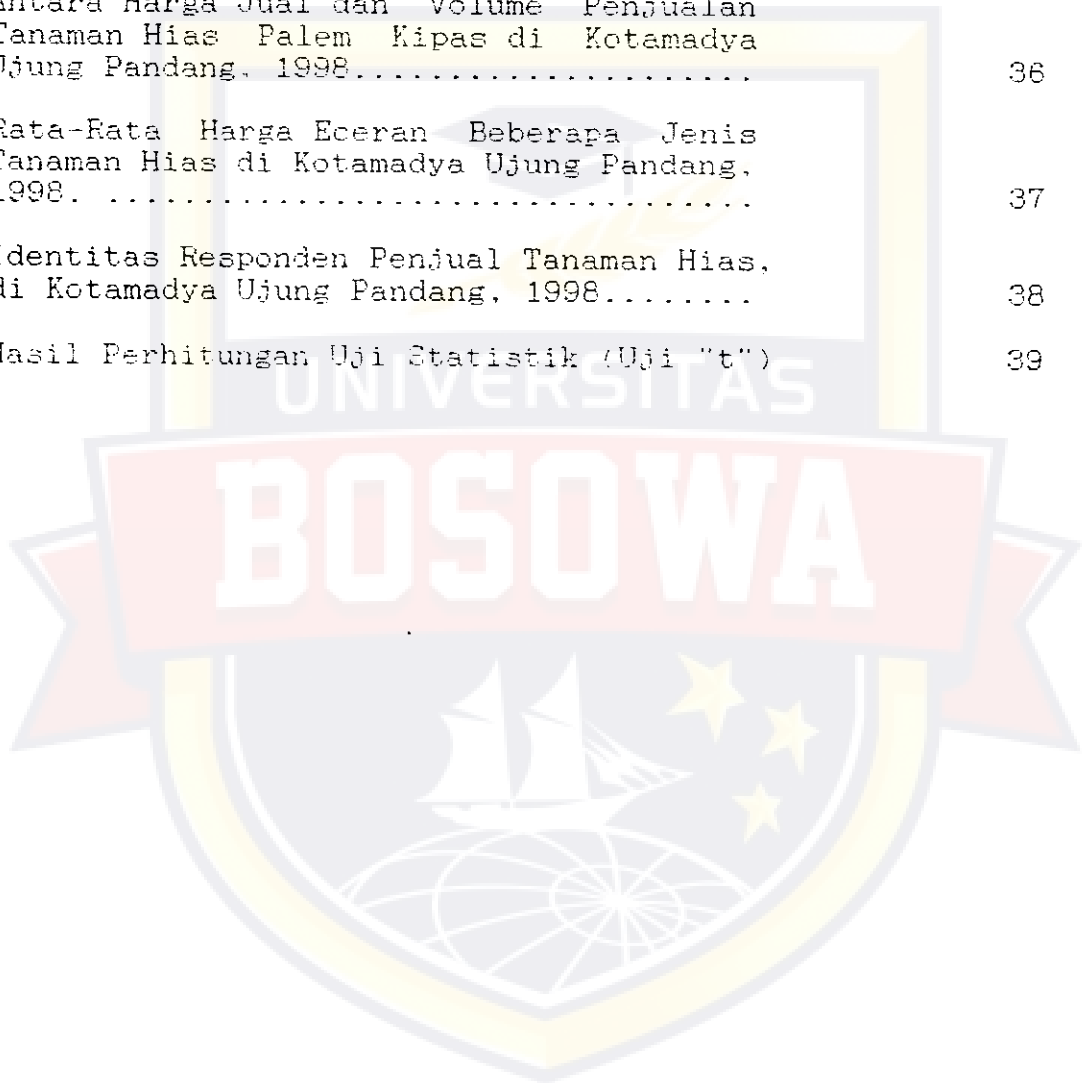 Antara Harga Jual dan Volume Penjualan
Tanaman Hias Palem Kipas di Kotamadya
Ujung Pandang, 1998...................... 36
Rata-Rata Harga Eceran Beberapa Jenis
Tanaman Hias di Kotamadya Ujung Pandang,
1998. ................................... 37
Identitas Responden Penjual Tanaman Hias,
di Kotamadya Ujung Pandang, 1998........ 38
Hasil Perhitungan Uji Statistik (Uji "t") 39
UNIVERSITAS
BOSOWA